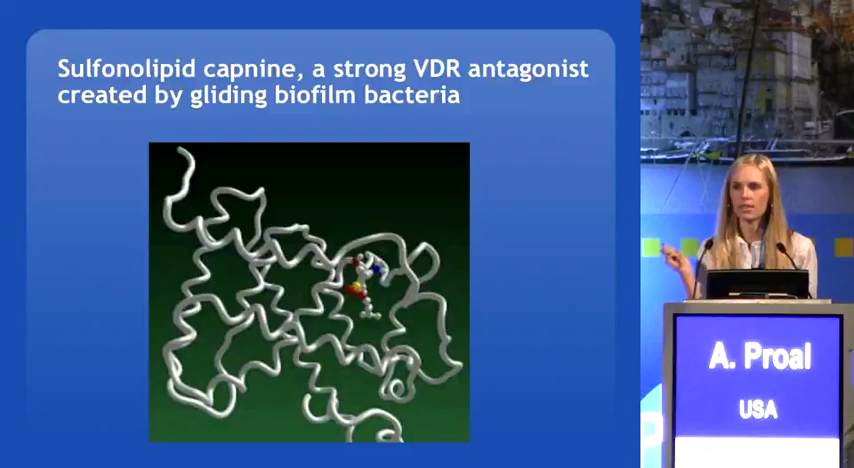 Sulfonolipid capnine, a strong VDR antagonist
created by gliding biofilm bacteria
A. Proal
USA